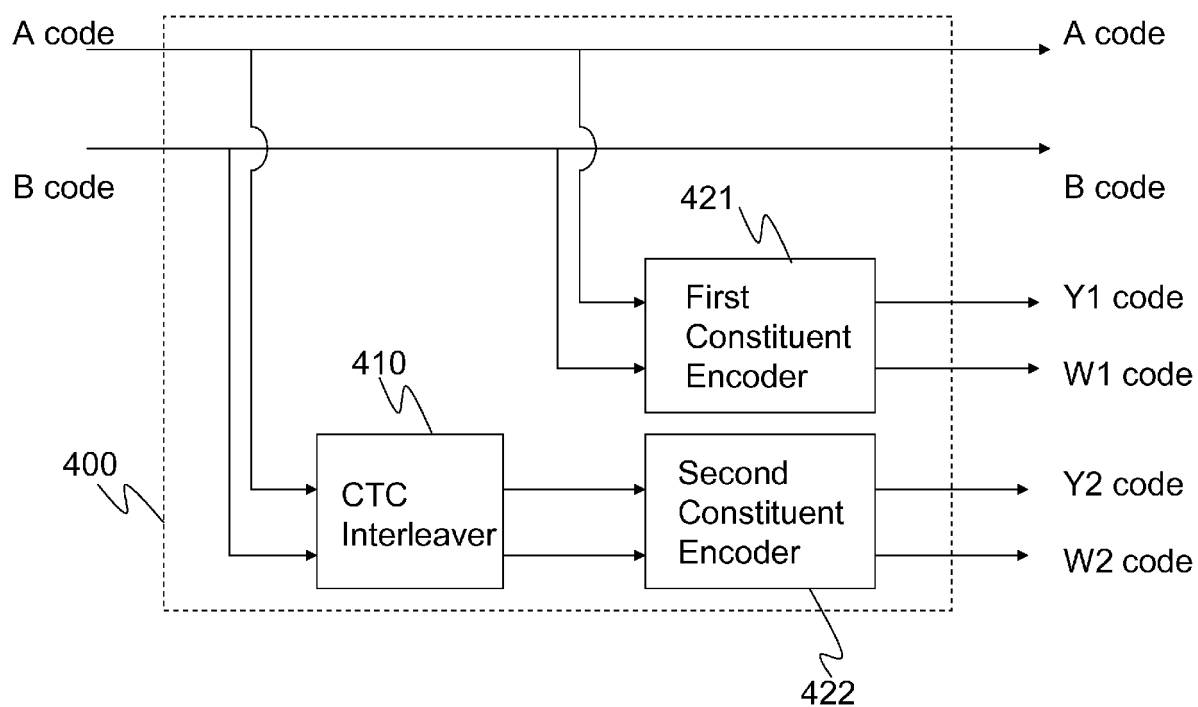 A code
A code
B code
B code
421
First
Constituent
Encoder
Y1 code
W1 code
410
400
CTC
Interleaver
Second
Constituent
Encoder
Y2 code
W2 code
422